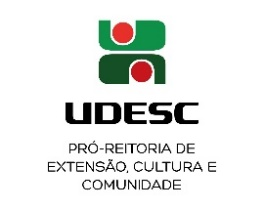 UDESC
PRÓ-REITORIA DE
EXTENSÃO, CULTURA E
COMUNIDADE